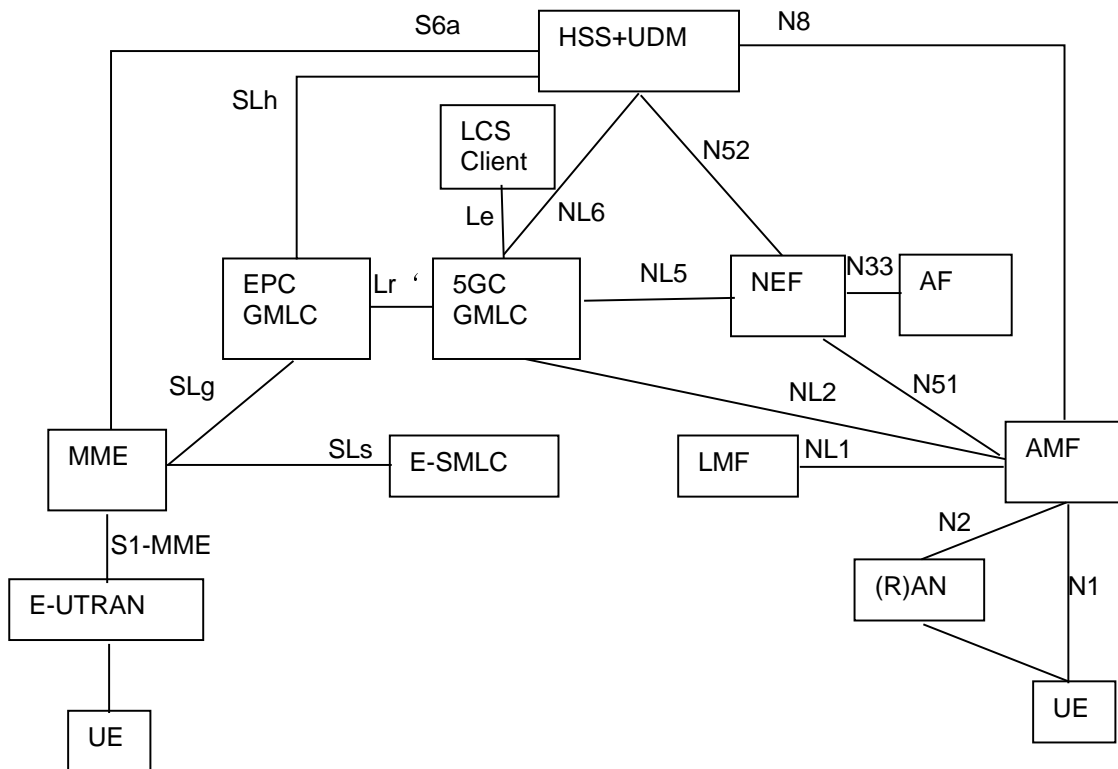 S6a
HSS+UDM
N8
SLh
LCS
Client
N52
Le
NL6
EPC
GMLC
Lr ‘
5GC
GMLC
NL5
NEF
N33
AF
SLg
NL2
N51
MME
SLs
E-SMLC
LMF
NL1
AMF
S1-MME
N2
E-UTRAN
(R)AN
N1
UE
UE